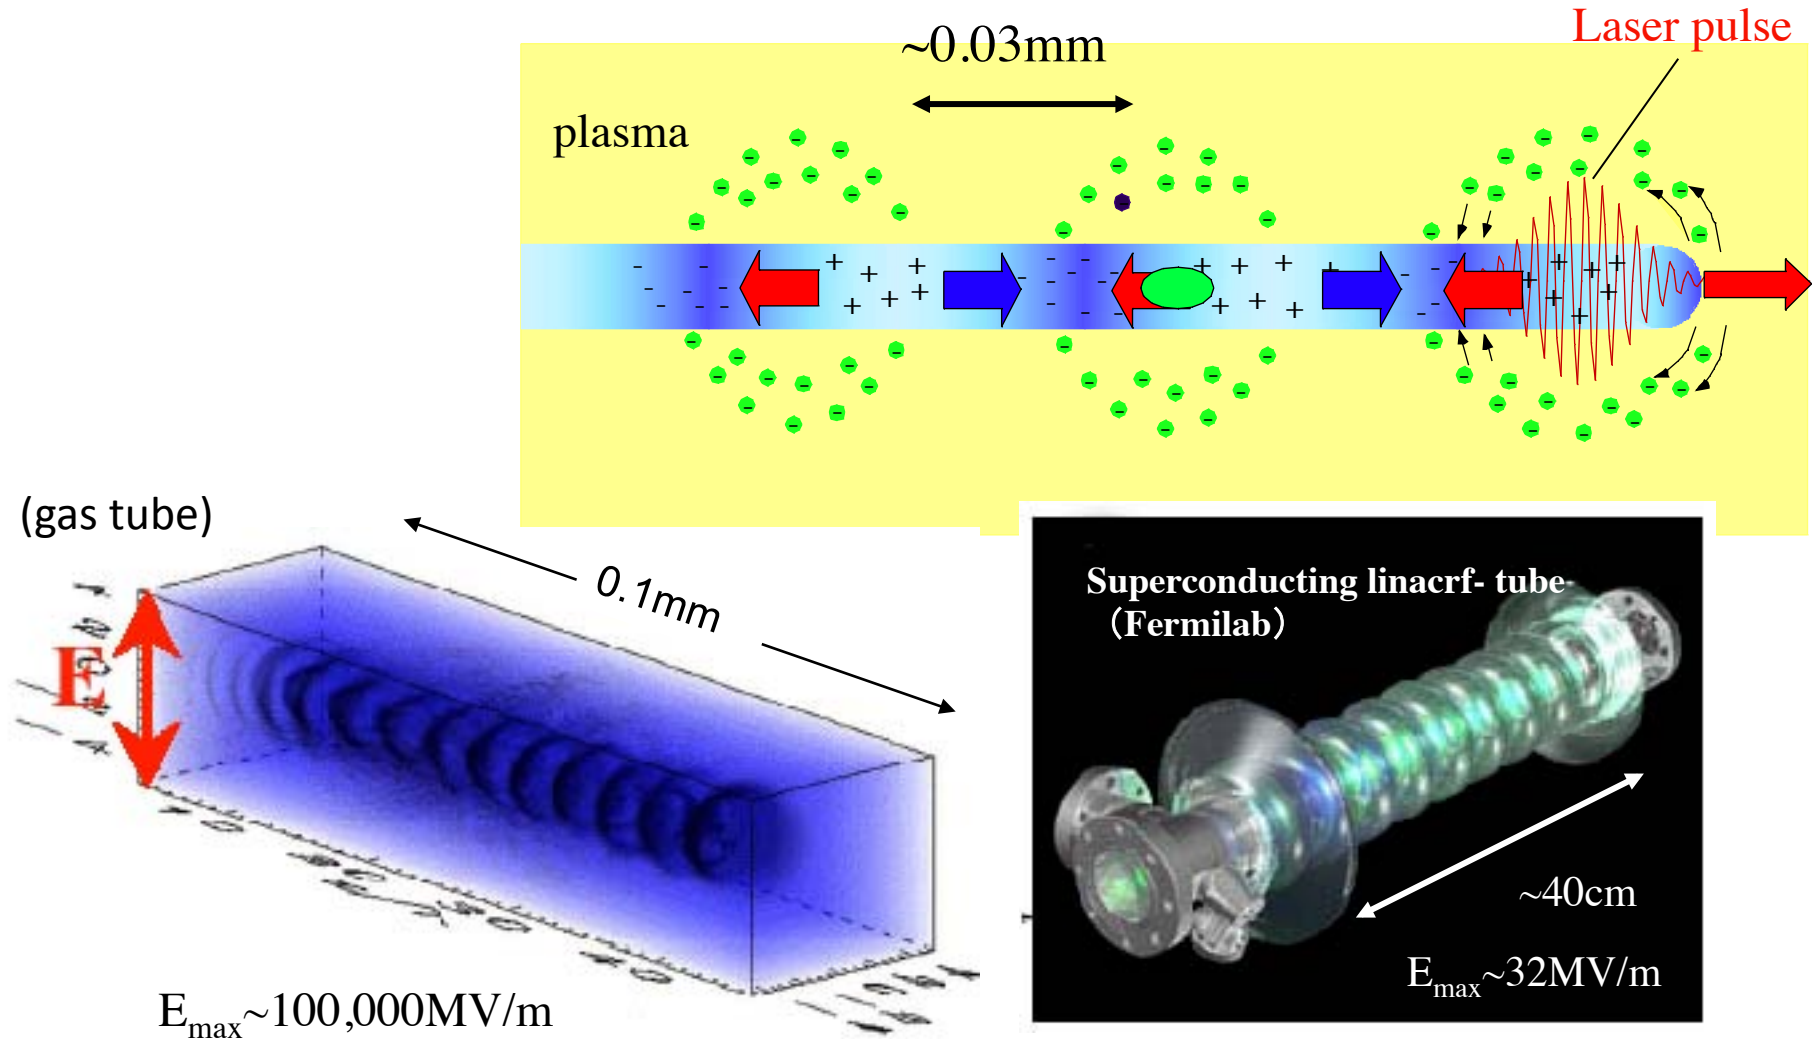 Laser pulse
~0.03mm
plasma
(gas tube)
0.1mm
E
Superconducting linacrf- tube
（Fermilab）
~40cm
Emax~32MV/m
Emax~100,000MV/m